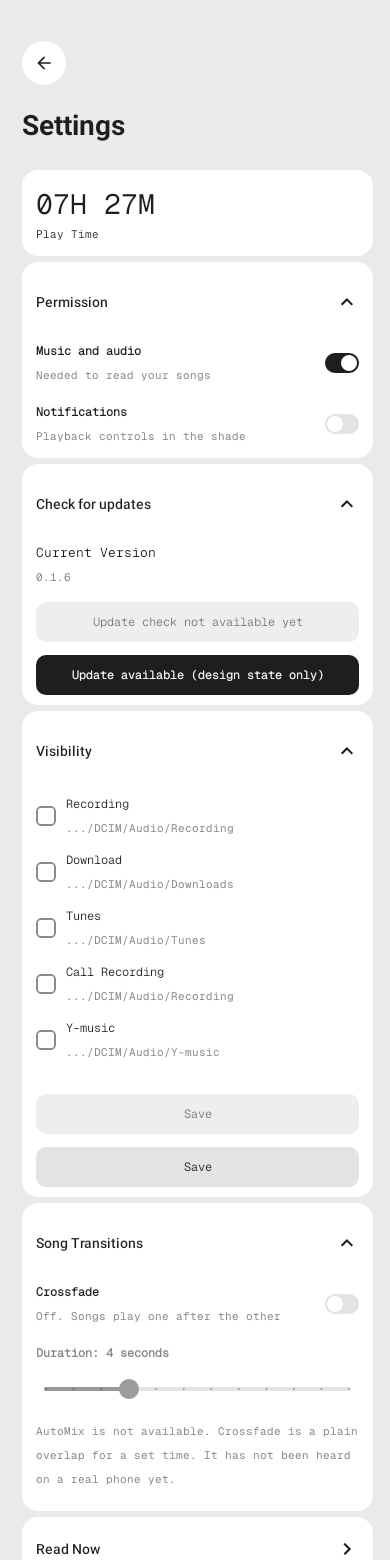 Settings
07H 27M
Play Time
Permission
Music and audio
Needed to read your songs
Notifications
Playback controls in the shade
Check for updates
Current Version
0.1.6
Update check not available yet
Update available (design state only)
Visibility
Recording
.../DCIM/Audio/Recording
Download
.../DCIM/Audio/Downloads
Tunes
.../DCIM/Audio/Tunes
Call Recording
.../DCIM/Audio/Recording
Y-music
.../DCIM/Audio/Y-music
Save
Save
Song Transitions
Crossfade
Off. Songs play one after the other
Duration: 4 seconds
AutoMix is not available. Crossfade is a plain
overlap for a set time. It has not been heard
on a real phone yet.
Read Now